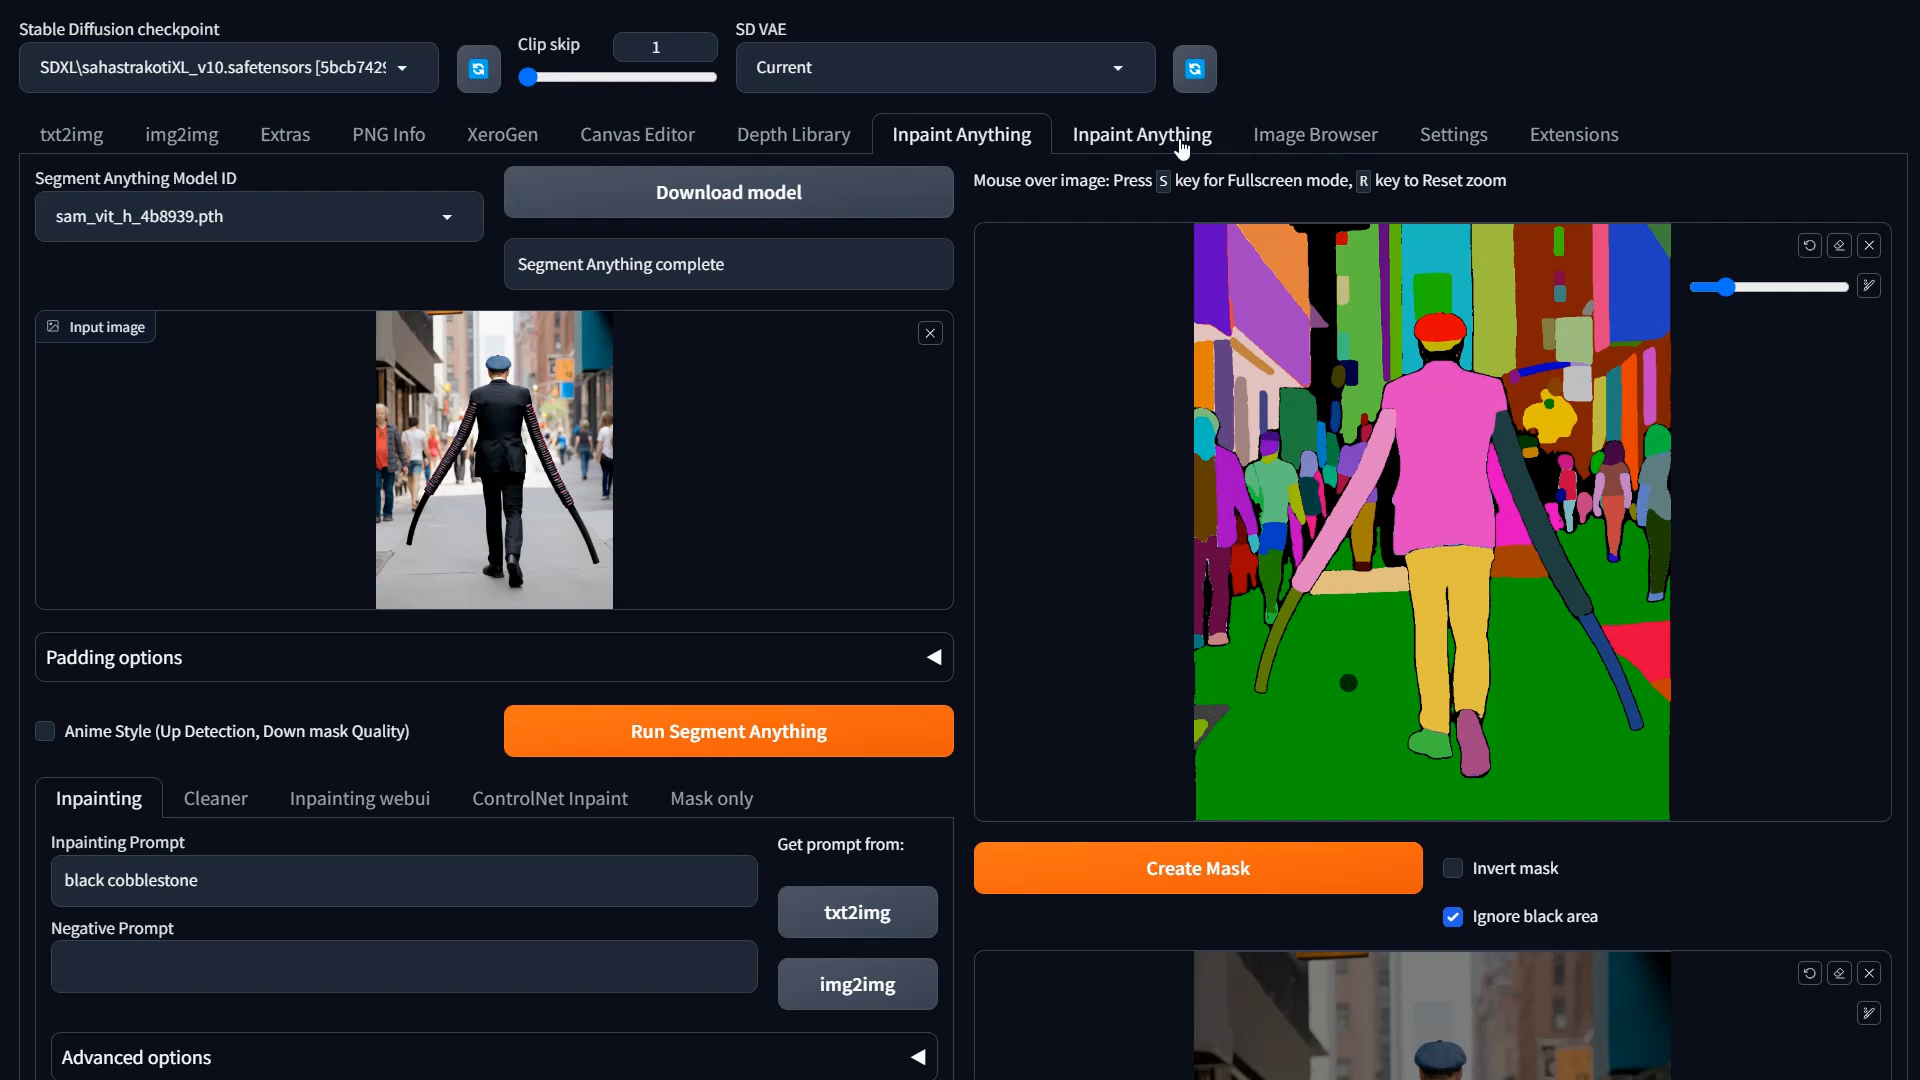 Stable Diffusion checkpoint
SDXL\sahastrakotiXL_v10.safetensors [5bcb7429
Clip skip
1
SD VAE
Current
txt2img
img2img
Extras
PNG Info
XeroGen
Canvas Editor
Depth Library
Inpaint Anything
Inpaint Anything
Image Browser
Settings
Extensions
Segment Anything Model ID
sam_vit_h_4b8939.pth
Download model
Segment Anything complete
Input image
Padding options
Anime Style (Up Detection, Down mask Quality)
Run Segment Anything
Inpainting
Cleaner
Inpainting webui
ControlNet Inpaint
Mask only
Inpainting Prompt
black cobblestone
Negative Prompt
Get prompt from:
txt2img
img2img
Advanced options
Mouse over image: Press S key for Fullscreen mode, R key to Reset zoom
Create Mask
Invert mask
Ignore black area